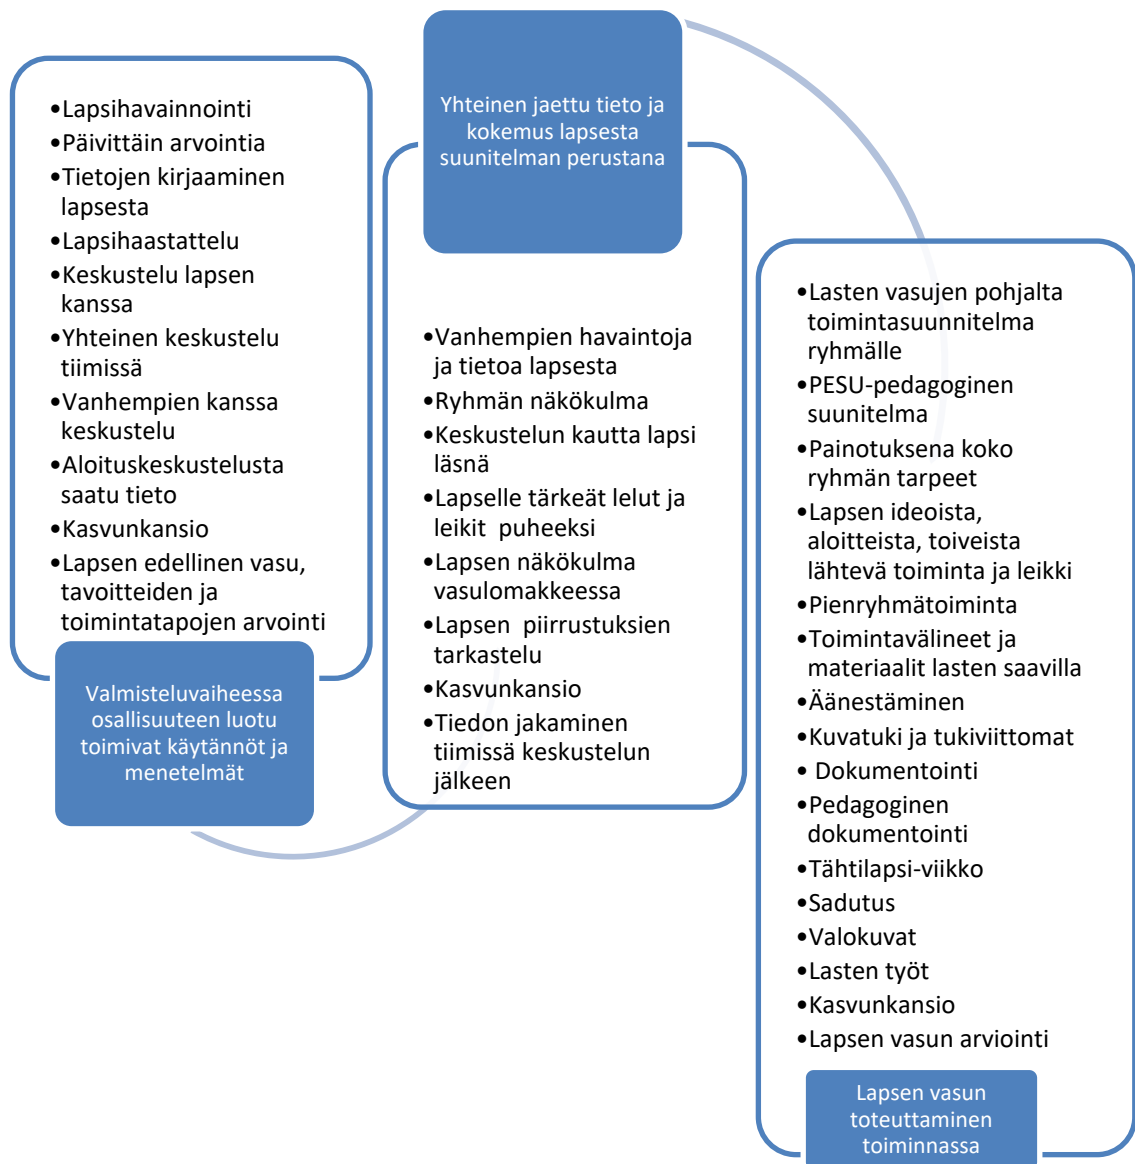 •Lapsihavainnointi
•Päivittäin arvointia
•Tietojen kirjaaminen
lapsesta
•Lapsihaastattelu
•Keskustelu lapsen
kanssa
•Yhteinen keskustelu
tiimissä
•Vanhempien kanssa
keskustelu
•Aloituskeskustelusta
saatu tieto
•Kasvunkansio
•Lapsen edellinen vasu,
tavoitteiden ja
toimintatapojen arvointi
Valmisteluvaiheessa
osallisuuteen luotu
toimivat käytännöt ja
menetelmät
Yhteinen jaettu tieto ja
kokemus lapsesta
suunitelman perustana
•Vanhempien havaintoja
ja tietoa lapsesta
•Ryhmän näkökulma
•Keskustelun kautta lapsi
läsnä
•Lapselle tärkeät lelut ja
leikit puheeksi
•Lapsen näkökulma
vasulomakkeessa
•Lapsen piirrustuksien
tarkastelu
•Kasvunkansio
•Tiedon jakaminen
tiimissä keskustelun
jälkeen
•Lasten vasujen pohjalta
toimintasuunnitelma
ryhmälle
•PESU-pedagoginen
suunitelma
•Painotuksena koko
ryhmän tarpeet
•Lapsen ideoista,
aloitteista, toiveista
lähtevä toiminta ja leikki
•Pienryhmätoiminta
•Toimintavälineet ja
materiaalit lasten saavilla
•Äänestäminen
•Kuvatuki ja tukiviittomat
• Dokumentointi
•Pedagoginen
dokumentointi
•Tähtilapsi-viikko
•Sadutus
•Valokuvat
•Lasten työt
•Kasvunkansio
•Lapsen vasun arviointi
Lapsen vasun
toteuttaminen
toiminnassa